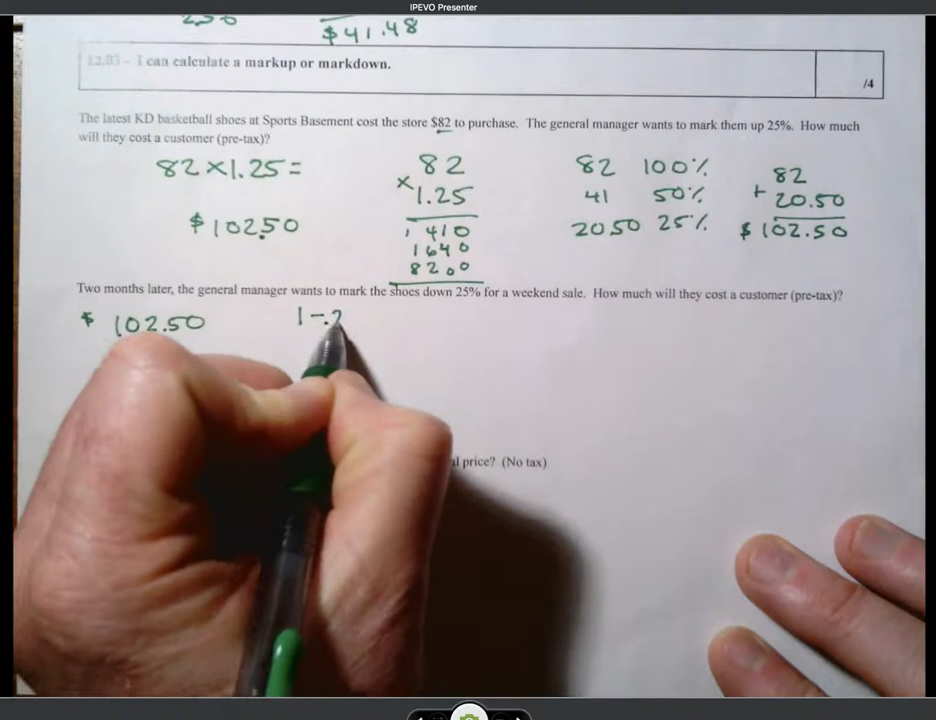 IPEVO Presenter
$41.48
12.03 – I can calculate a markup or markdown.
/4
The latest KD basketball shoes at Sports Basement cost the store $82 to purchase. The general manager wants to mark them up 25%. How much
will they cost a customer (pre-tax)?
82 × 1.25 =
$102.50
82
× 1.25
1 410
1640
8200
82 100%
41 50%
2050 25%
82
+ 20.50
$102.50
Two months later, the general manager wants to mark the shoes down 25% for a weekend sale. How much will they cost a customer (pre-tax)?
$ 102.50 1 - .2
price? (No tax)